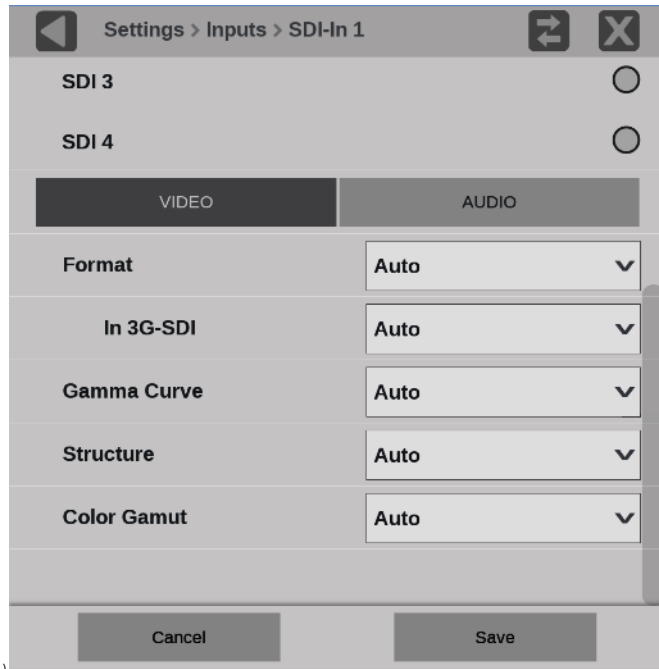 Settings > Inputs > SDI-In 1
SDI 3
SDI 4
VIDEO AUDIO
Format Auto
In 3G-SDI Auto
Gamma Curve Auto
Structure Auto
Color Gamut Auto
Cancel Save
)